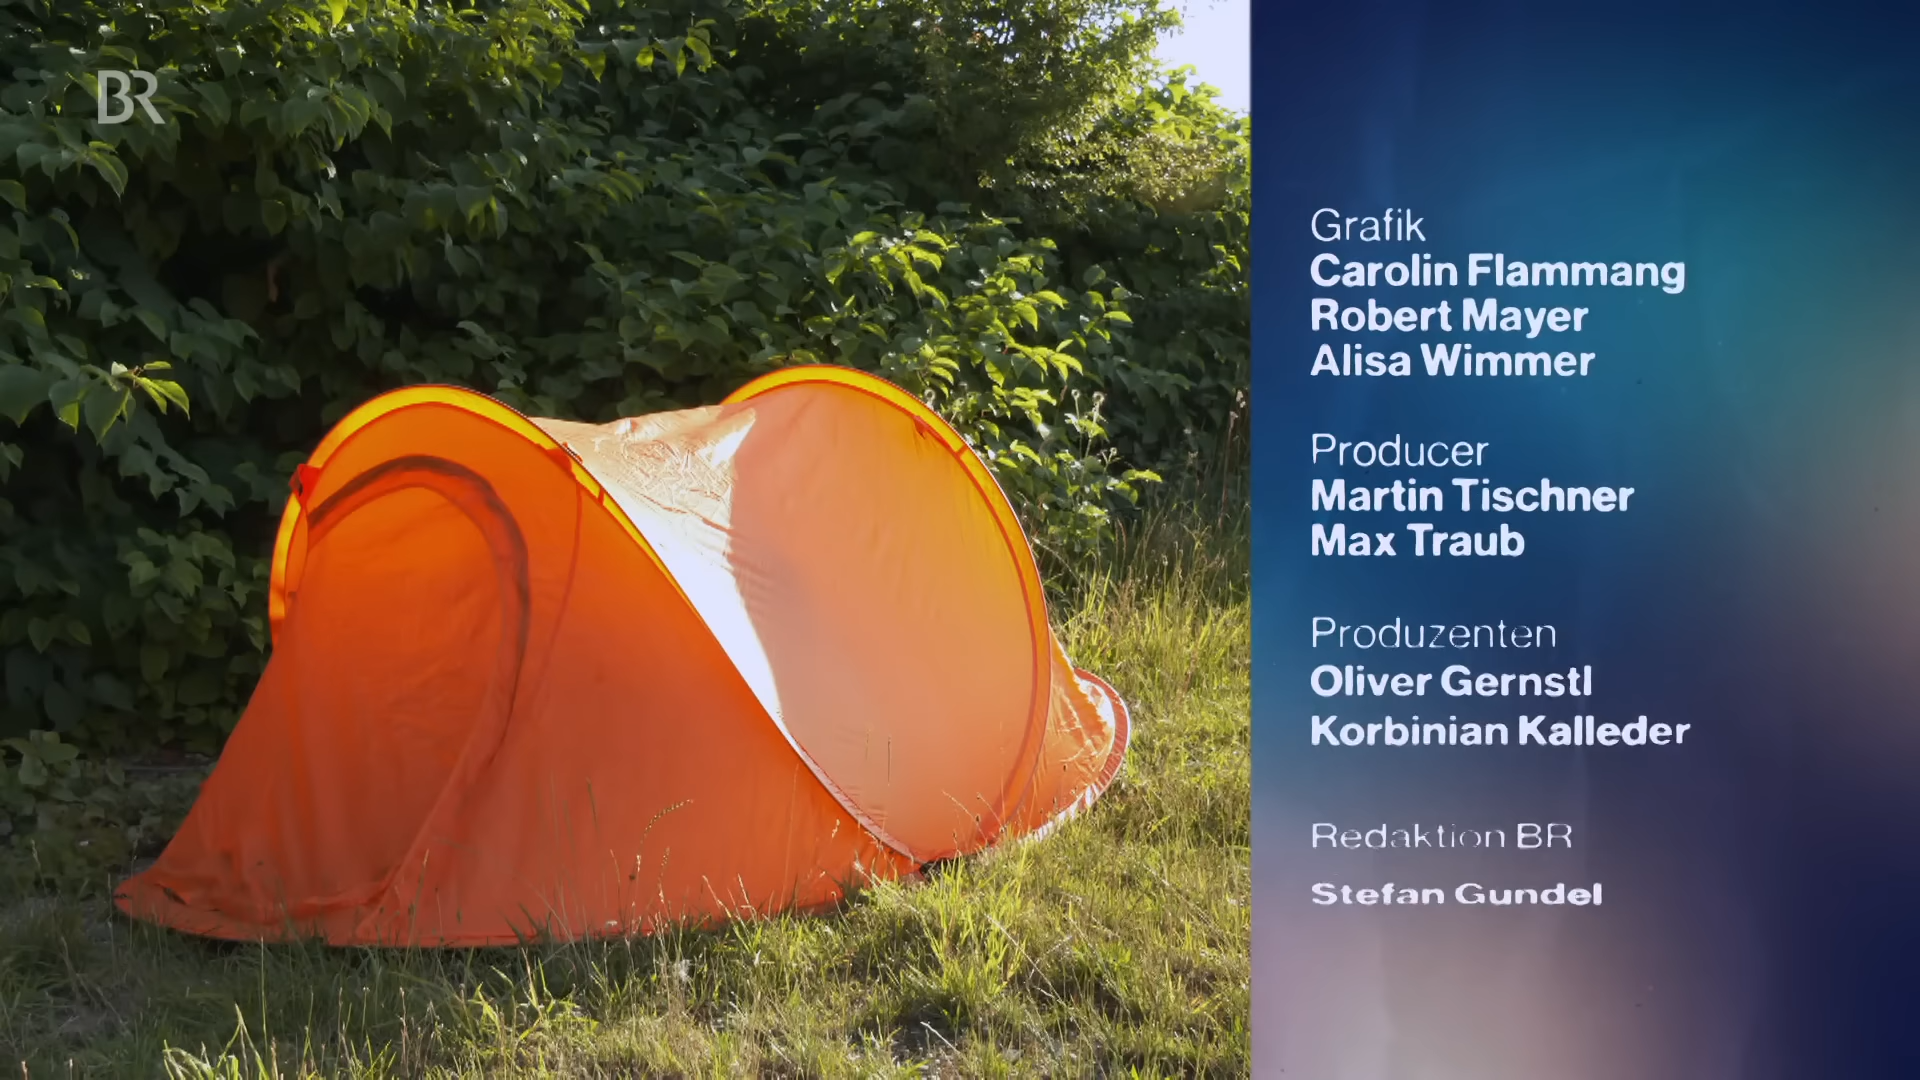 BR
Grafik
Carolin Flammang
Robert Mayer
Alisa Wimmer
Producer
Martin Tischner
Max Traub
Produzenten
Oliver Gernstl
Korbinian Kalleder
Redaktion BR
Stefan Gundel